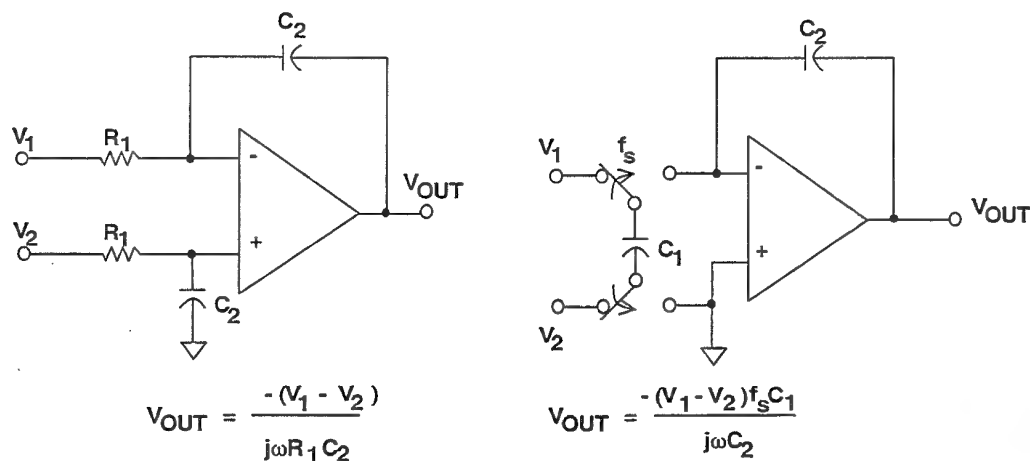 C2
V1
R1
-
VOUT
V2
R1
+
C2
VOUT = -(V1 - V2) / jωR1C2
C2
V1
fs
-
VOUT
C1
+
V2
VOUT = -(V1 - V2)fsC1 / jωC2